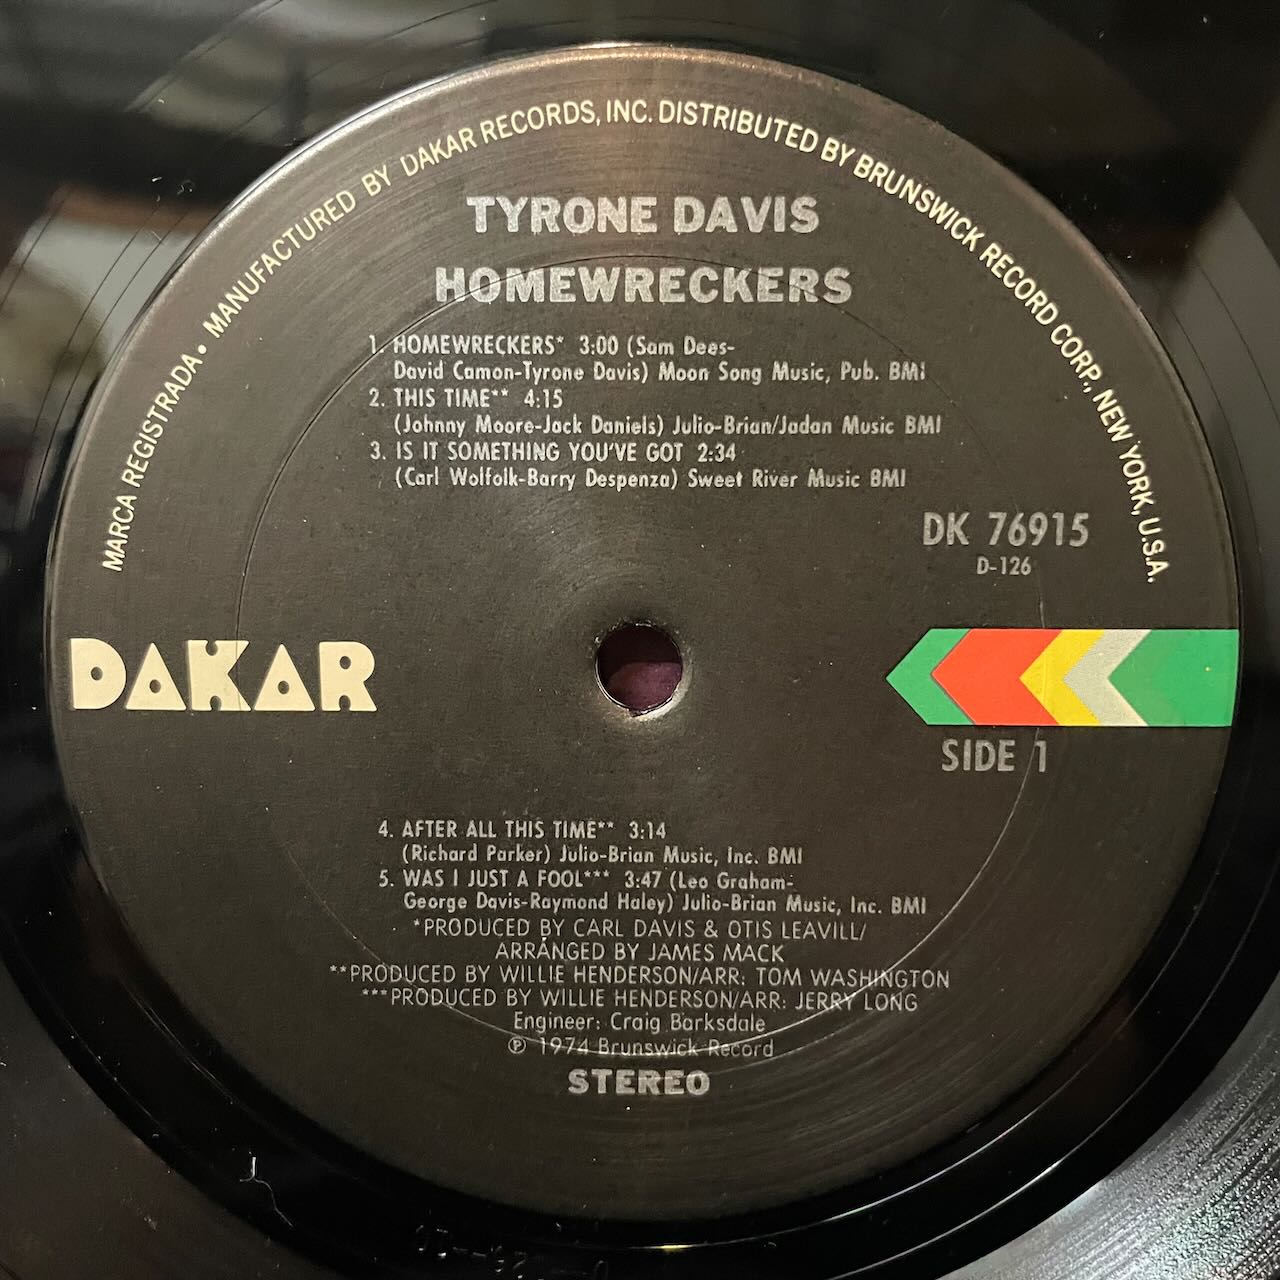 MARCA REGISTRADA • MANUFACTURED BY DAKAR RECORDS, INC. DISTRIBUTED BY BRUNSWICK RECORD CORP., NEW YORK, U.S.A.
TYRONE DAVIS
HOMEWRECKERS
1. HOMEWRECKERS* 3:00 (Sam Dees-
David Camon-Tyrone Davis) Moon Song Music, Pub. BMI
2. THIS TIME** 4:15
(Johnny Moore-Jack Daniels) Julio-Brian/Jadan Music BMI
3. IS IT SOMETHING YOU'VE GOT 2:34
(Carl Wolfolk-Barry Despenza) Sweet River Music BMI
DK 76915
D-126
DAKAR
SIDE 1
4. AFTER ALL THIS TIME** 3:14
(Richard Parker) Julio-Brian Music, Inc. BMI
5. WAS I JUST A FOOL*** 3:47 (Leo Graham-
George Davis-Raymond Haley) Julio-Brian Music, Inc. BMI
*PRODUCED BY CARL DAVIS & OTIS LEAVILL/
ARRANGED BY JAMES MACK
**PRODUCED BY WILLIE HENDERSON/ARR: TOM WASHINGTON
***PRODUCED BY WILLIE HENDERSON/ARR: JERRY LONG
Engineer: Craig Barksdale
℗ 1974 Brunswick Record
STEREO